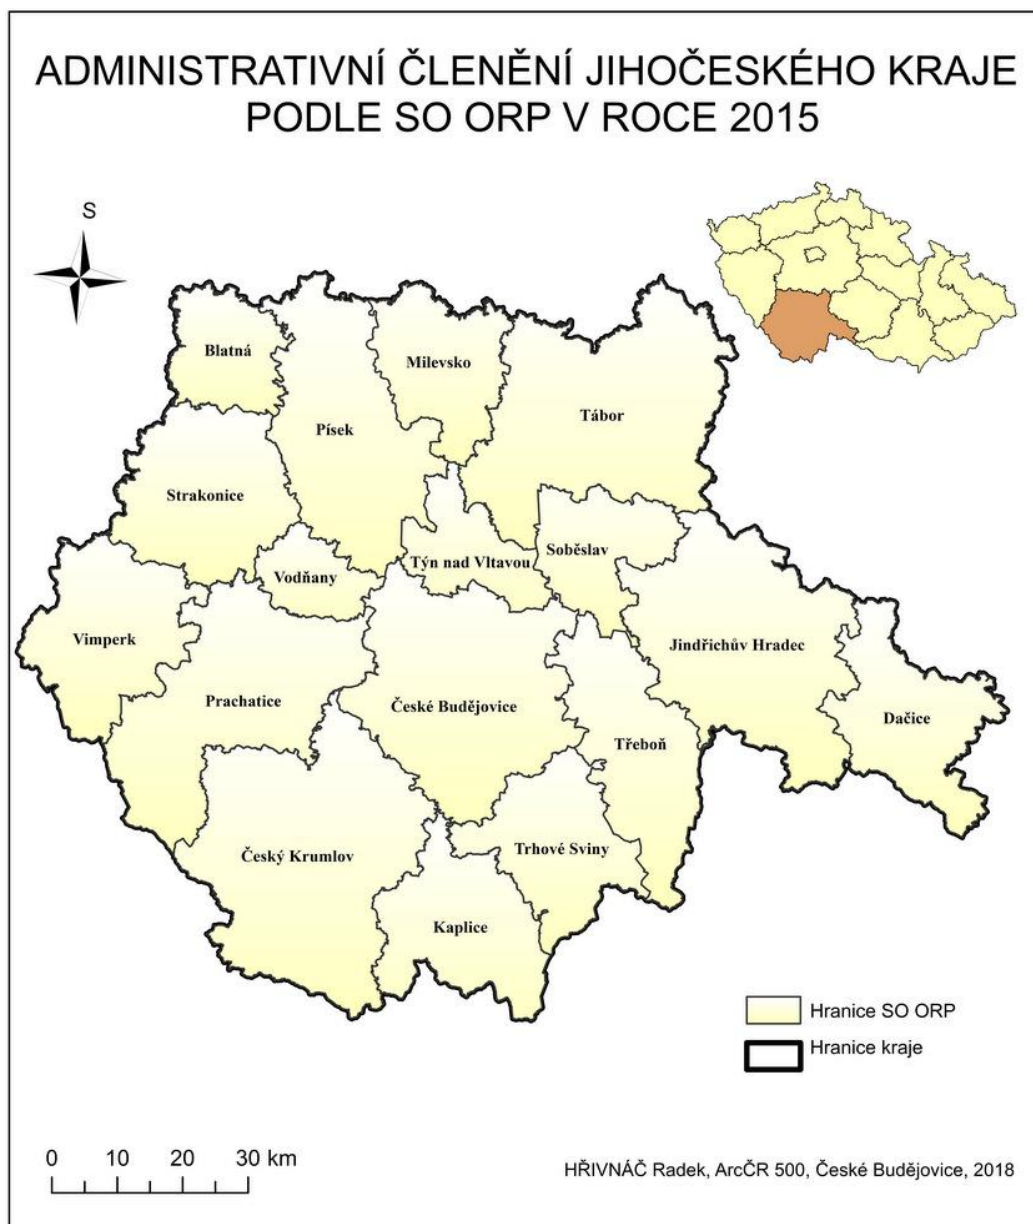 ADMINISTRATIVNÍ ČLENĚNÍ JIHOČESKÉHO KRAJE
PODLE SO ORP V ROCE 2015
S
Blatná
Milevsko
Písek
Tábor
Strakonice
Soběslav
Týn nad Vltavou
Vodňany
Vimperk
Jindřichův Hradec
Prachatice
České Budějovice
Dačice
Třeboň
Trhové Sviny
Český Krumlov
Kaplice
Hranice SO ORP
Hranice kraje
0 10 20 30 km
HŘIVNÁČ Radek, ArcČR 500, České Budějovice, 2018